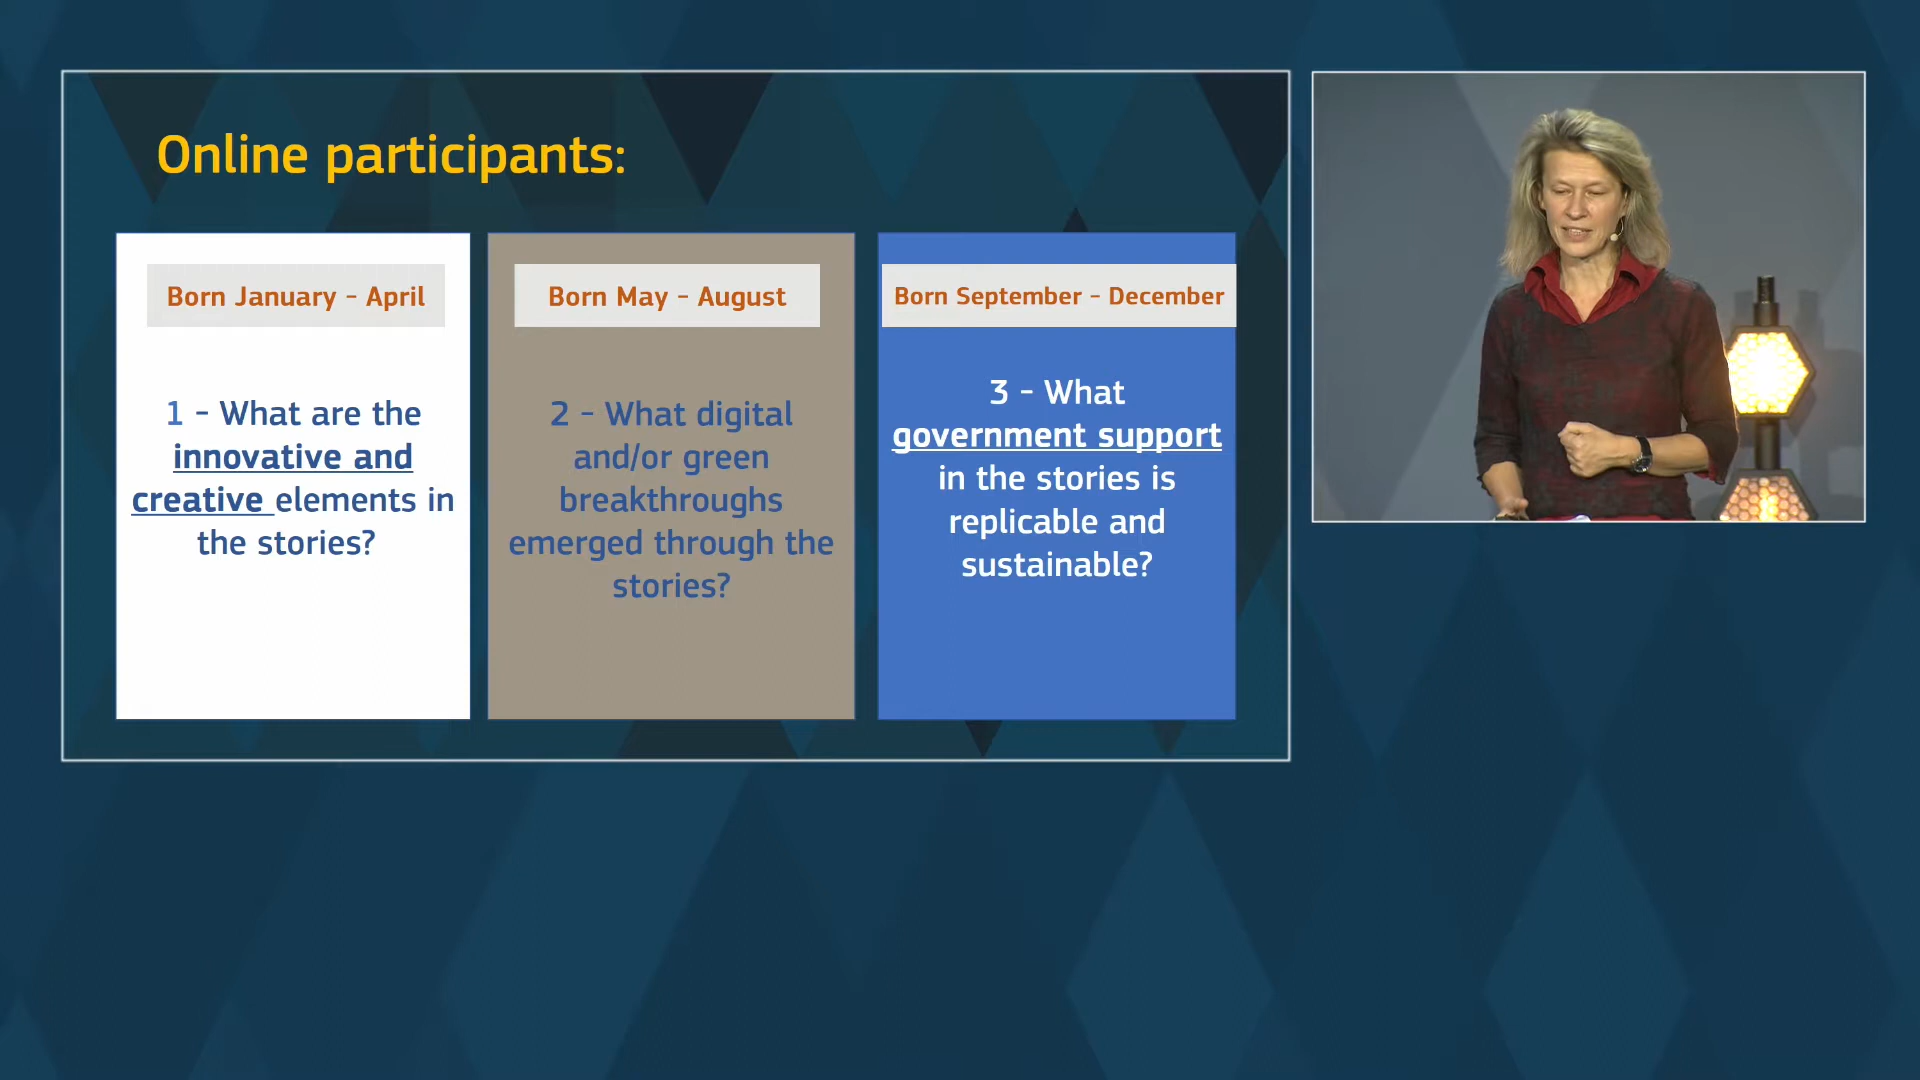 Online participants:
Born January - April
1 - What are the
innovative and
creative elements in
the stories?
Born May - August
2 - What digital
and/or green
breakthroughs
emerged through the
stories?
Born September - December
3 - What
government support
in the stories is
replicable and
sustainable?